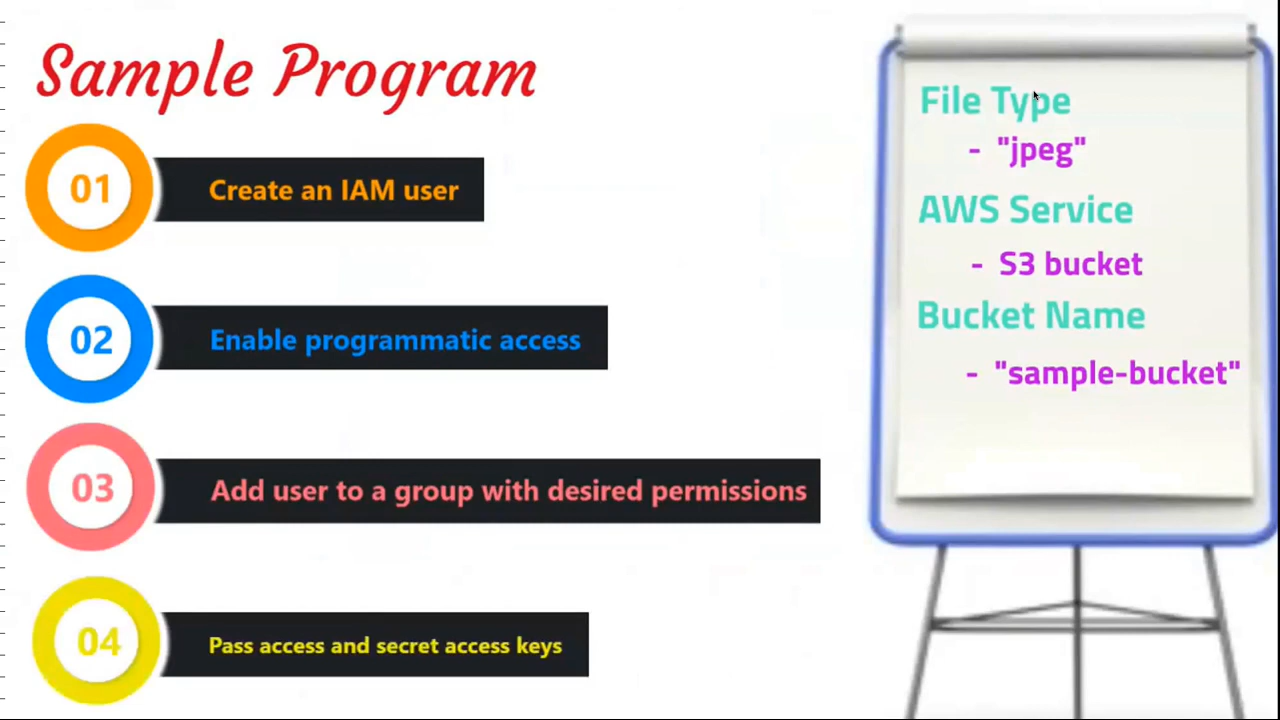 Sample Program
01
Create an IAM user
02
Enable programmatic access
03
Add user to a group with desired permissions
04
Pass access and secret access keys
File Type
- "jpeg"
AWS Service
- S3 bucket
Bucket Name
- "sample-bucket"